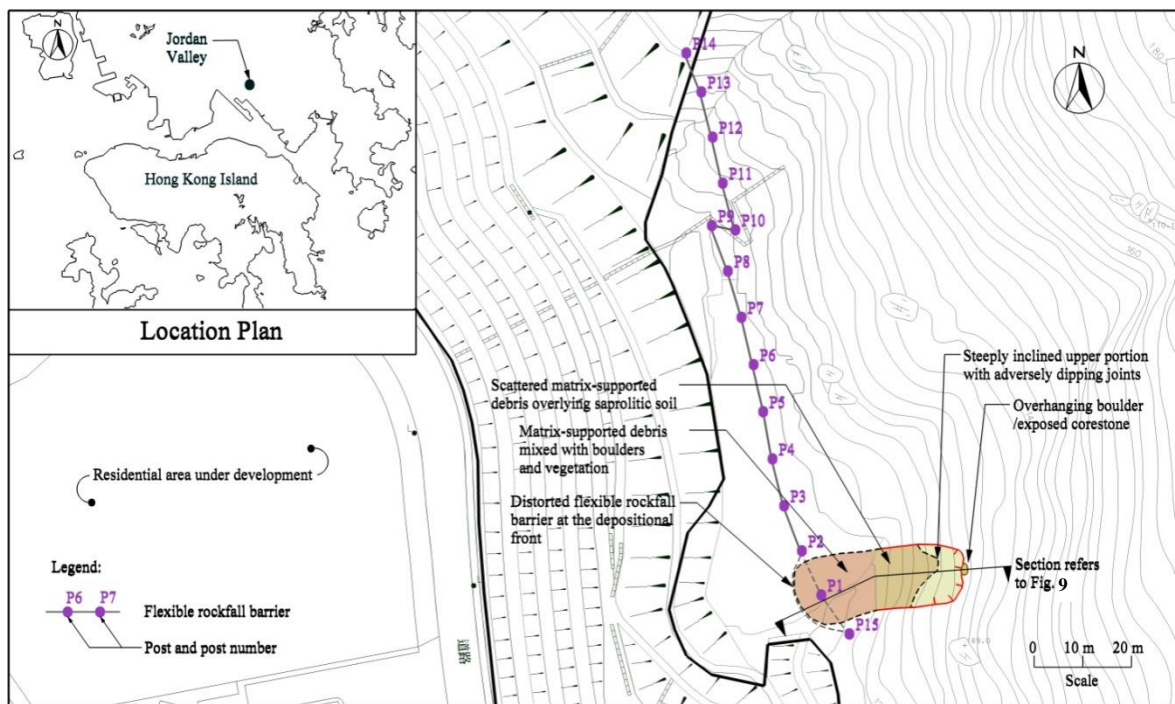 N
Jordan
Valley
Hong Kong Island
Location Plan
N
180
P14
P13
P12
P11
P9
P10
P8
160
P7
P6
P5
P4
P3
P2
P1
P15
Steeply inclined upper portion
with adversely dipping joints
Overhanging boulder
/exposed corestone
Scattered matrix-supported
debris overlying saprolitic soil
Matrix-supported debris
mixed with boulders
and vegetation
Distorted flexible rockfall
barrier at the depositional
front
Section refers
to Fig. 9
Residential area under development
Legend:
P6 P7
Flexible rockfall barrier
Post and post number
道路
0 10 m 20 m
Scale